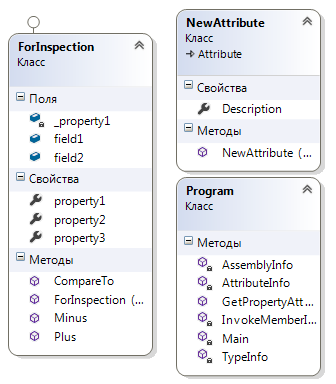 ForInspection
Класс
Поля
_property1
field1
field2
Свойства
property1
property2
property3
Методы
CompareTo
ForInspection (...
Minus
Plus
NewAttribute
Класс
Attribute
Свойства
Description
Методы
NewAttribute (...
Program
Класс
Методы
AssemblyInfo
AttributeInfo
GetPropertyAtt...
InvokeMemberI...
Main
TypeInfo